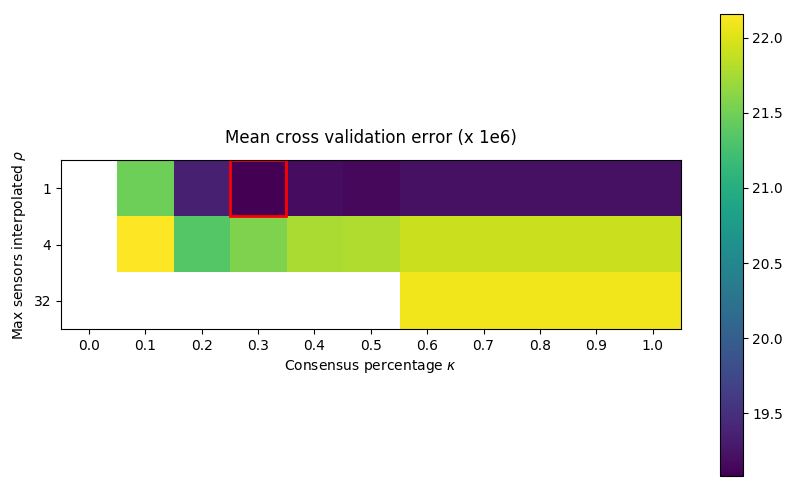 Mean cross validation error (x 1e6)
Max sensors interpolated ρ
1
4
32
0.0 0.1 0.2 0.3 0.4 0.5 0.6 0.7 0.8 0.9 1.0
Consensus percentage κ
22.0
21.5
21.0
20.5
20.0
19.5